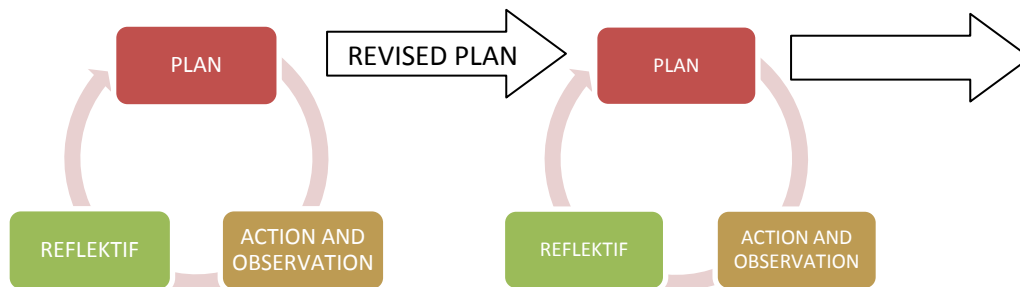 PLAN
REVISED PLAN
PLAN
REFLEKTIF
ACTION AND
OBSERVATION
REFLEKTIF
ACTION AND
OBSERVATION